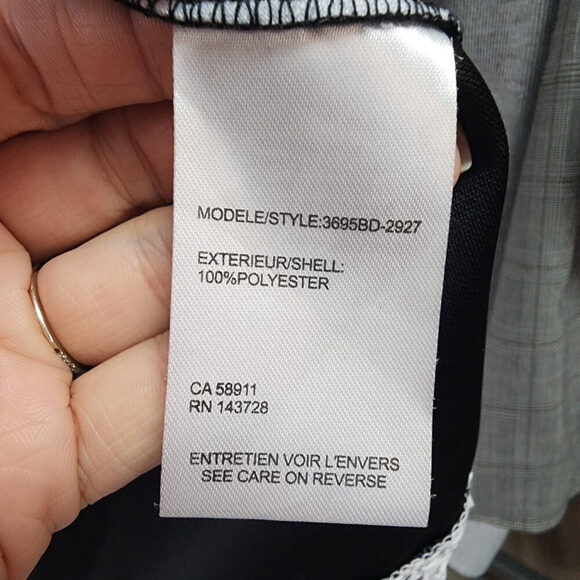 MODELE/STYLE:3695BD-2927
EXTERIEUR/SHELL:
100%POLYESTER
CA 58911
RN 143728
ENTRETIEN VOIR L'ENVERS
SEE CARE ON REVERSE